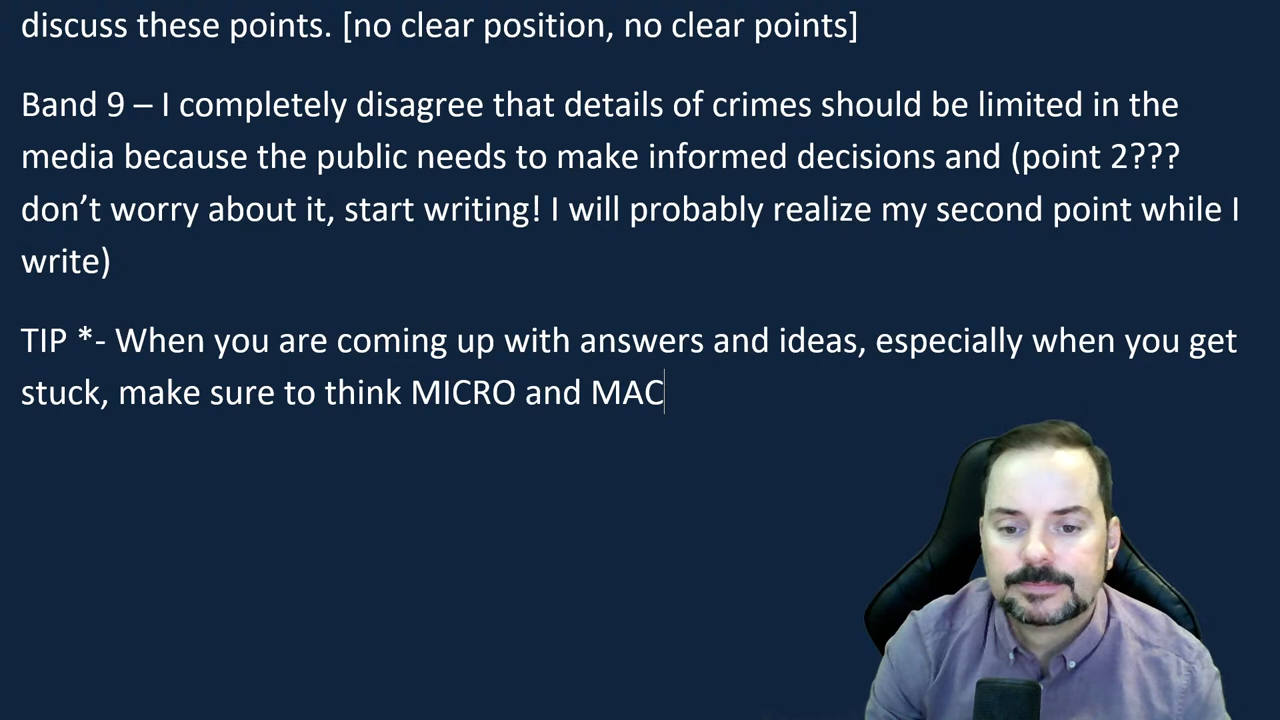 discuss these points. [no clear position, no clear points]
Band 9 – I completely disagree that details of crimes should be limited in the
media because the public needs to make informed decisions and (point 2???
don’t worry about it, start writing! I will probably realize my second point while I
write)
TIP *- When you are coming up with answers and ideas, especially when you get
stuck, make sure to think MICRO and MAC